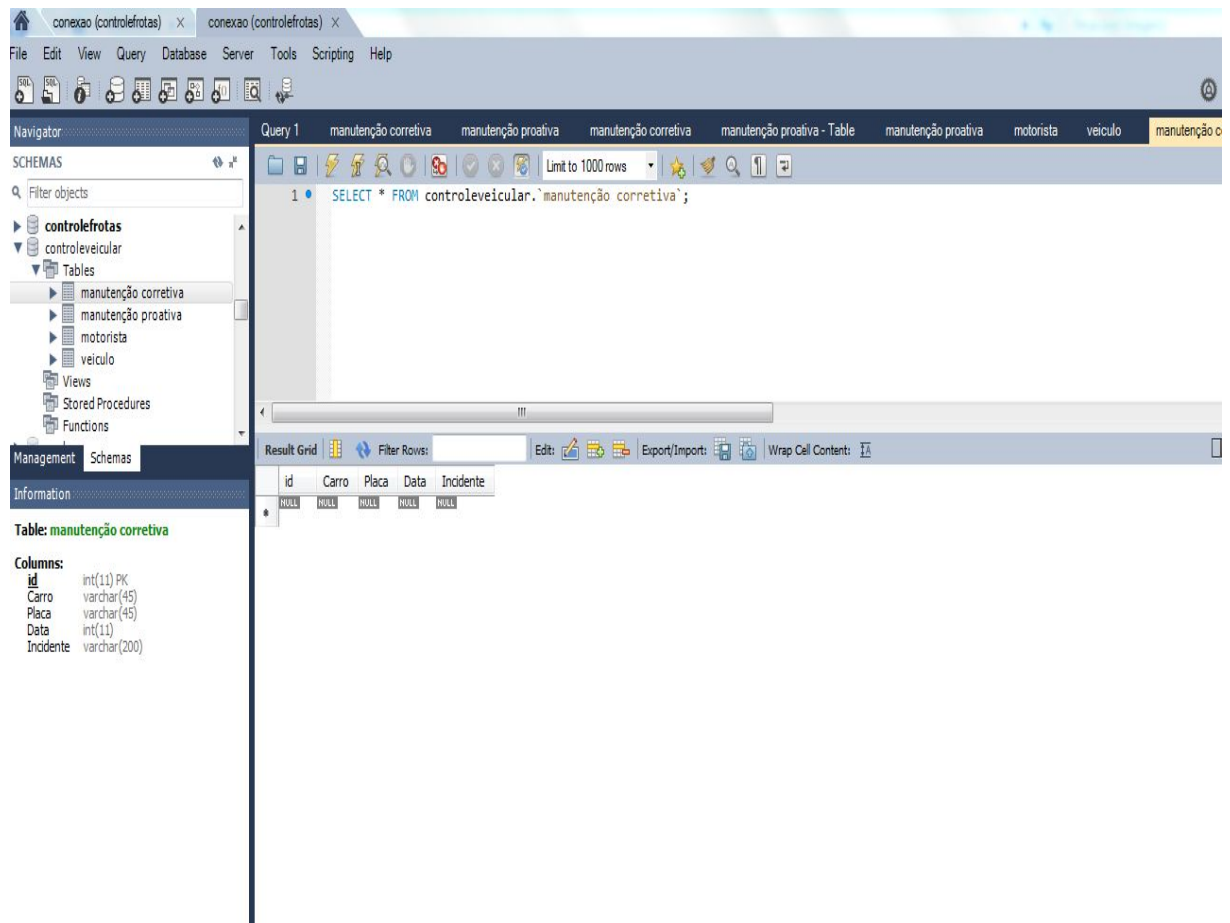 conexao (controlefrotas) × conexao (controlefrotas) ×
File Edit View Query Database Server Tools Scripting Help
Navigator
SCHEMAS
Filter objects
controlefrotas
controleveicular
Tables
manutenção corretiva
manutenção proativa
motorista
veiculo
Views
Stored Procedures
Functions
Management Schemas
Information
Table: manutenção corretiva
Columns:
id int(11) PK
Carro varchar(45)
Placa varchar(45)
Data int(11)
Incidente varchar(200)
Query 1 manutenção corretiva manutenção proativa manutenção corretiva manutenção proativa - Table manutenção proativa motorista veiculo manutenção co
Limit to 1000 rows
1 SELECT * FROM controleveicular.`manutenção corretiva`;
Result Grid Filter Rows: Edit: Export/Import: Wrap Cell Content:
id Carro Placa Data Incidente
* NULL NULL NULL NULL NULL